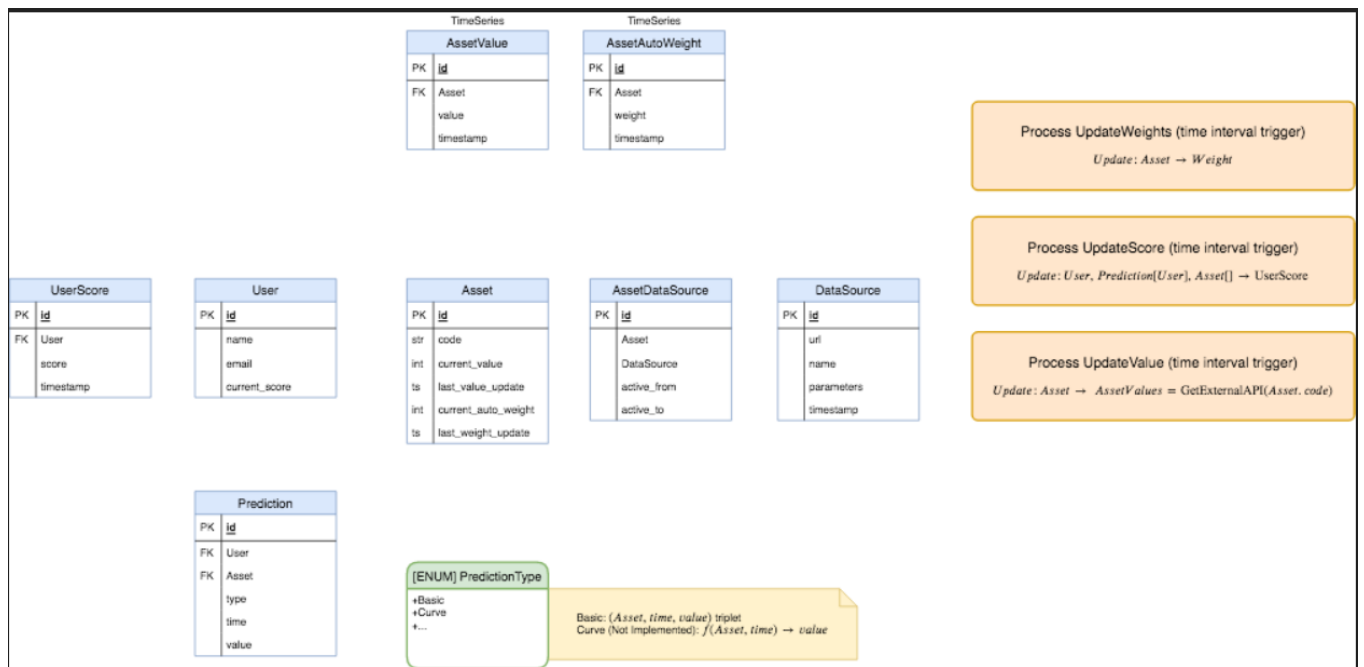 TimeSeries
AssetValue
PK id
FK Asset
value
timestamp
TimeSeries
AssetAutoWeight
PK id
FK Asset
weight
timestamp
Process UpdateWeights (time interval trigger)
Update: Asset → Weight
Process UpdateScore (time interval trigger)
Update: User, Prediction[User], Asset[] → UserScore
Process UpdateValue (time interval trigger)
Update: Asset → AssetValues = GetExternalAPI(Asset. code)
UserScore
PK id
FK User
score
timestamp
User
PK id
name
email
current_score
Asset
PK id
str code
int current_value
ts last_value_update
int current_auto_weight
ts last_weight_update
AssetDataSource
PK id
Asset
DataSource
active_from
active_to
DataSource
PK id
url
name
parameters
timestamp
Prediction
PK id
FK User
FK Asset
type
time
value
[ENUM] PredictionType
+Basic
+Curve
+...
Basic: (Asset, time, value) triplet
Curve (Not Implemented): f(Asset, time) → value